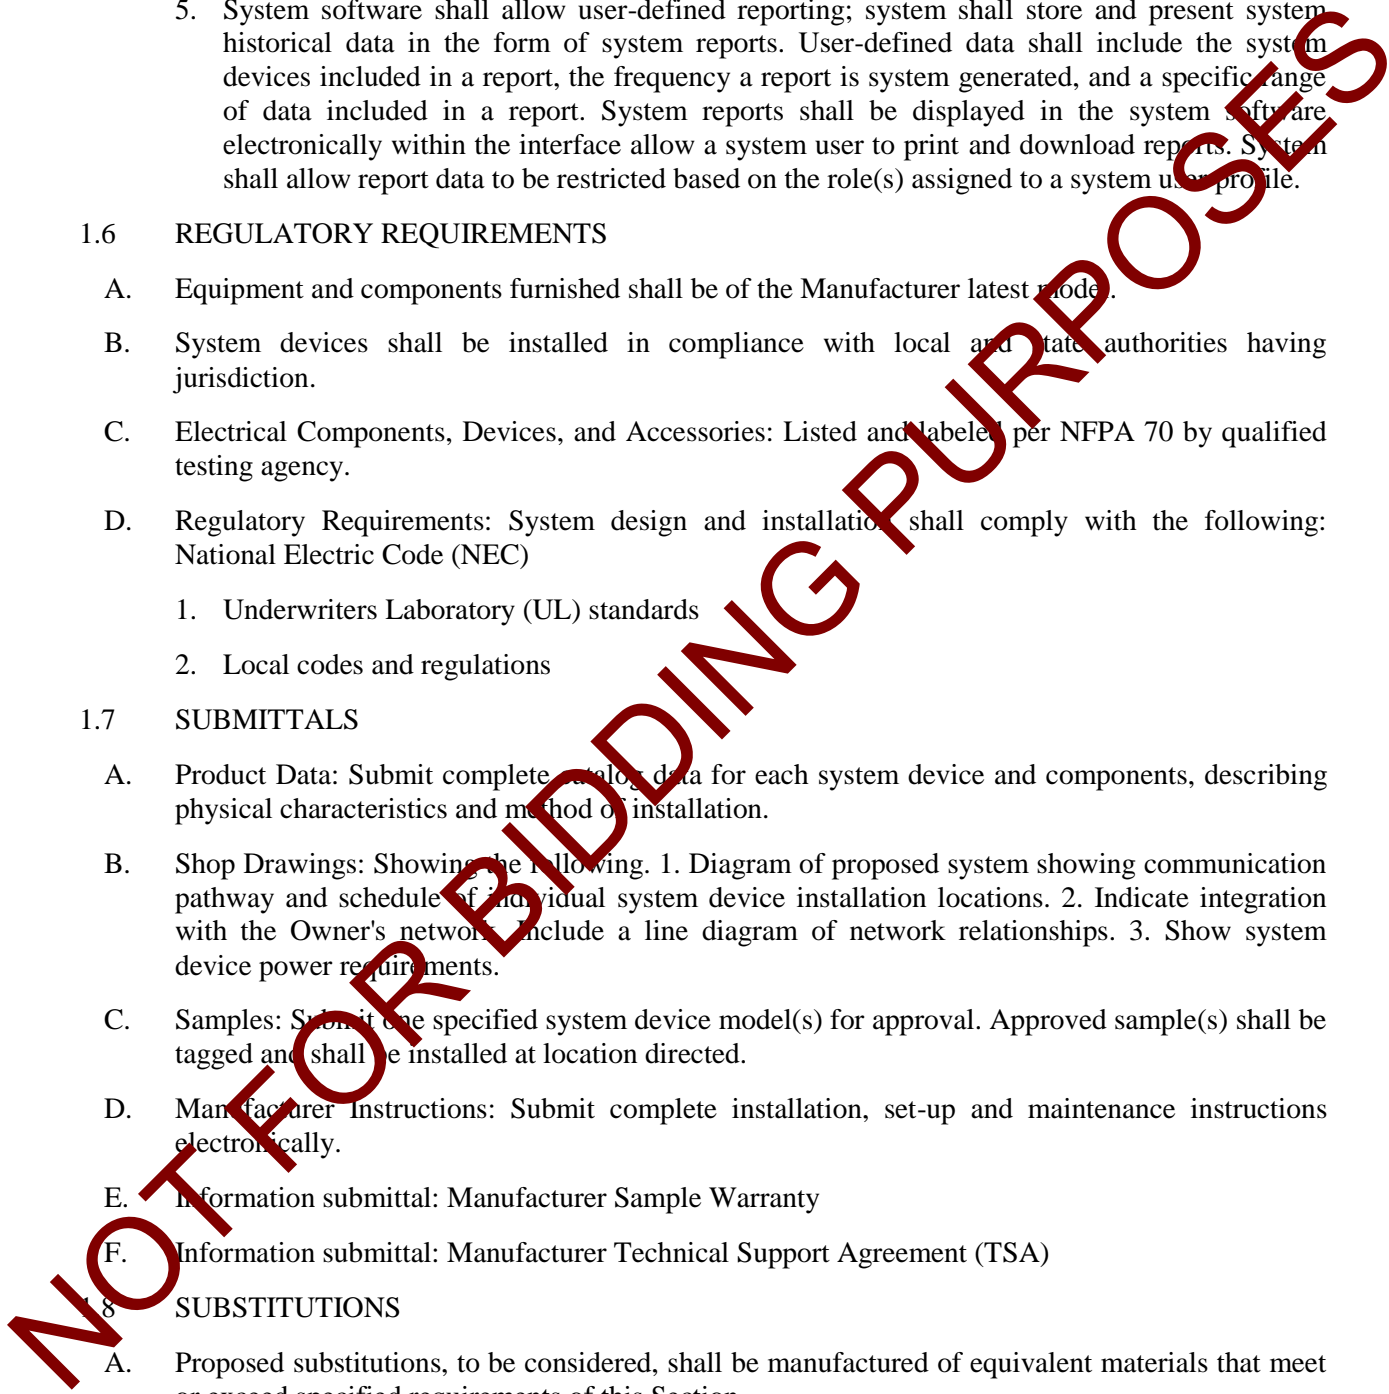 5. System software shall allow user-defined reporting; system shall store and present system
historical data in the form of system reports. User-defined data shall include the system
devices included in a report, the frequency a report is system generated, and a specific range
of data included in a report. System reports shall be displayed in the system software
electronically within the interface allow a system user to print and download reports. System
shall allow report data to be restricted based on the role(s) assigned to a system user profile.
1.6 REGULATORY REQUIREMENTS
A. Equipment and components furnished shall be of the Manufacturer latest model.
B. System devices shall be installed in compliance with local and state authorities having
jurisdiction.
C. Electrical Components, Devices, and Accessories: Listed and labeled per NFPA 70 by qualified
testing agency.
D. Regulatory Requirements: System design and installation shall comply with the following:
National Electric Code (NEC)
1. Underwriters Laboratory (UL) standards
2. Local codes and regulations
1.7 SUBMITTALS
A. Product Data: Submit complete catalog data for each system device and components, describing
physical characteristics and method of installation.
B. Shop Drawings: Showing the following. 1. Diagram of proposed system showing communication
pathway and schedule of individual system device installation locations. 2. Indicate integration
with the Owner's network. Include a line diagram of network relationships. 3. Show system
device power requirements.
C. Samples: Submit one specified system device model(s) for approval. Approved sample(s) shall be
tagged and shall be installed at location directed.
D. Manufacturer Instructions: Submit complete installation, set-up and maintenance instructions
electronically.
E. Information submittal: Manufacturer Sample Warranty
F. Information submittal: Manufacturer Technical Support Agreement (TSA)
1.8 SUBSTITUTIONS
A. Proposed substitutions, to be considered, shall be manufactured of equivalent materials that meet
or exceed specified requirements of this Section.
NOT FOR BIDDING PURPOSES